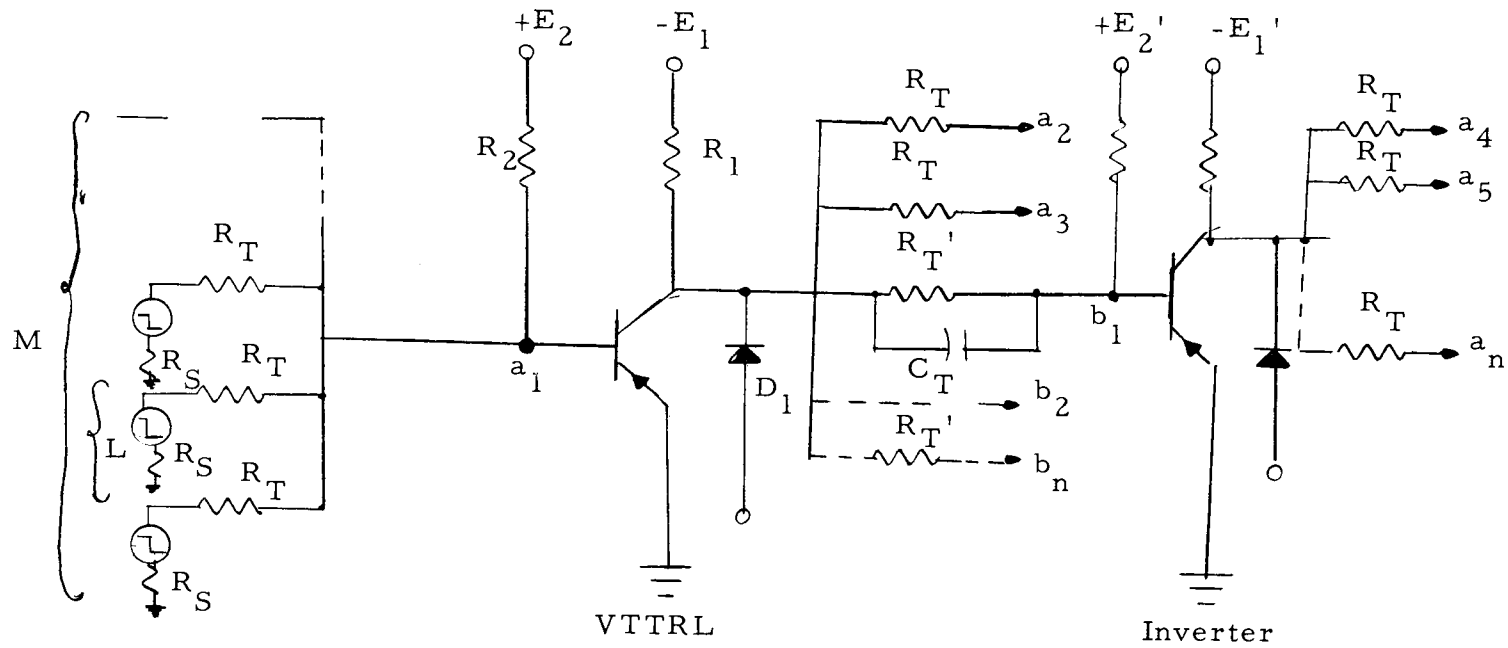 +E2
-E1
+E2'
-E1'
RT
a2
RT
a3
RT'
CT
b1
b2
RT'
bn
RT
a4
RT
a5
RT
an
R2
R1
RT
RS
RT
RS
RT
RS
M
L
a1
D1
VTTRL
Inverter